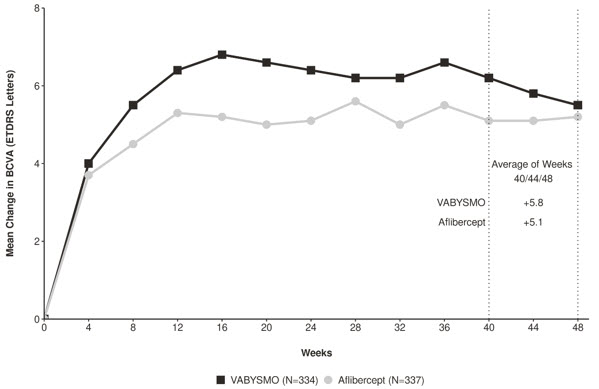 8
6
4
2
0
Mean Change in BCVA (ETDRS Letters)
Average of Weeks
40/44/48
VABYSMO +5.8
Aflibercept +5.1
0 4 8 12 16 20 24 28 32 36 40 44 48
Weeks
VABYSMO (N=334) Aflibercept (N=337)